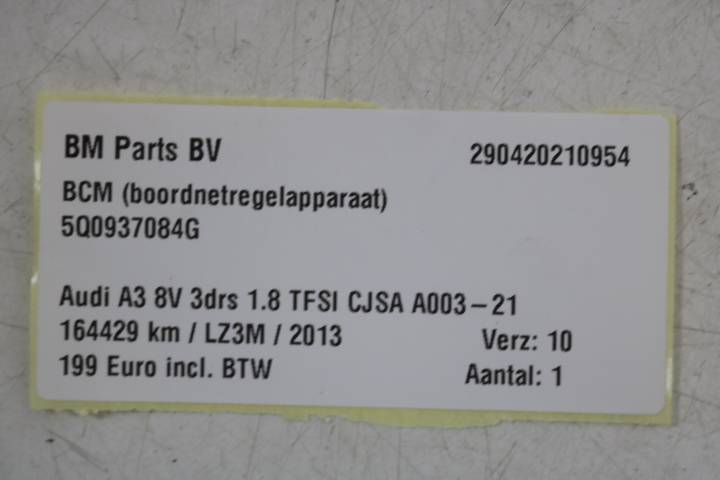 BM Parts BV 290420210954
BCM (boordnetregelapparaat)
5Q0937084G
Audi A3 8V 3drs 1.8 TFSI CJSA A003-21
164429 km / LZ3M / 2013 Verz: 10
199 Euro incl. BTW Aantal: 1